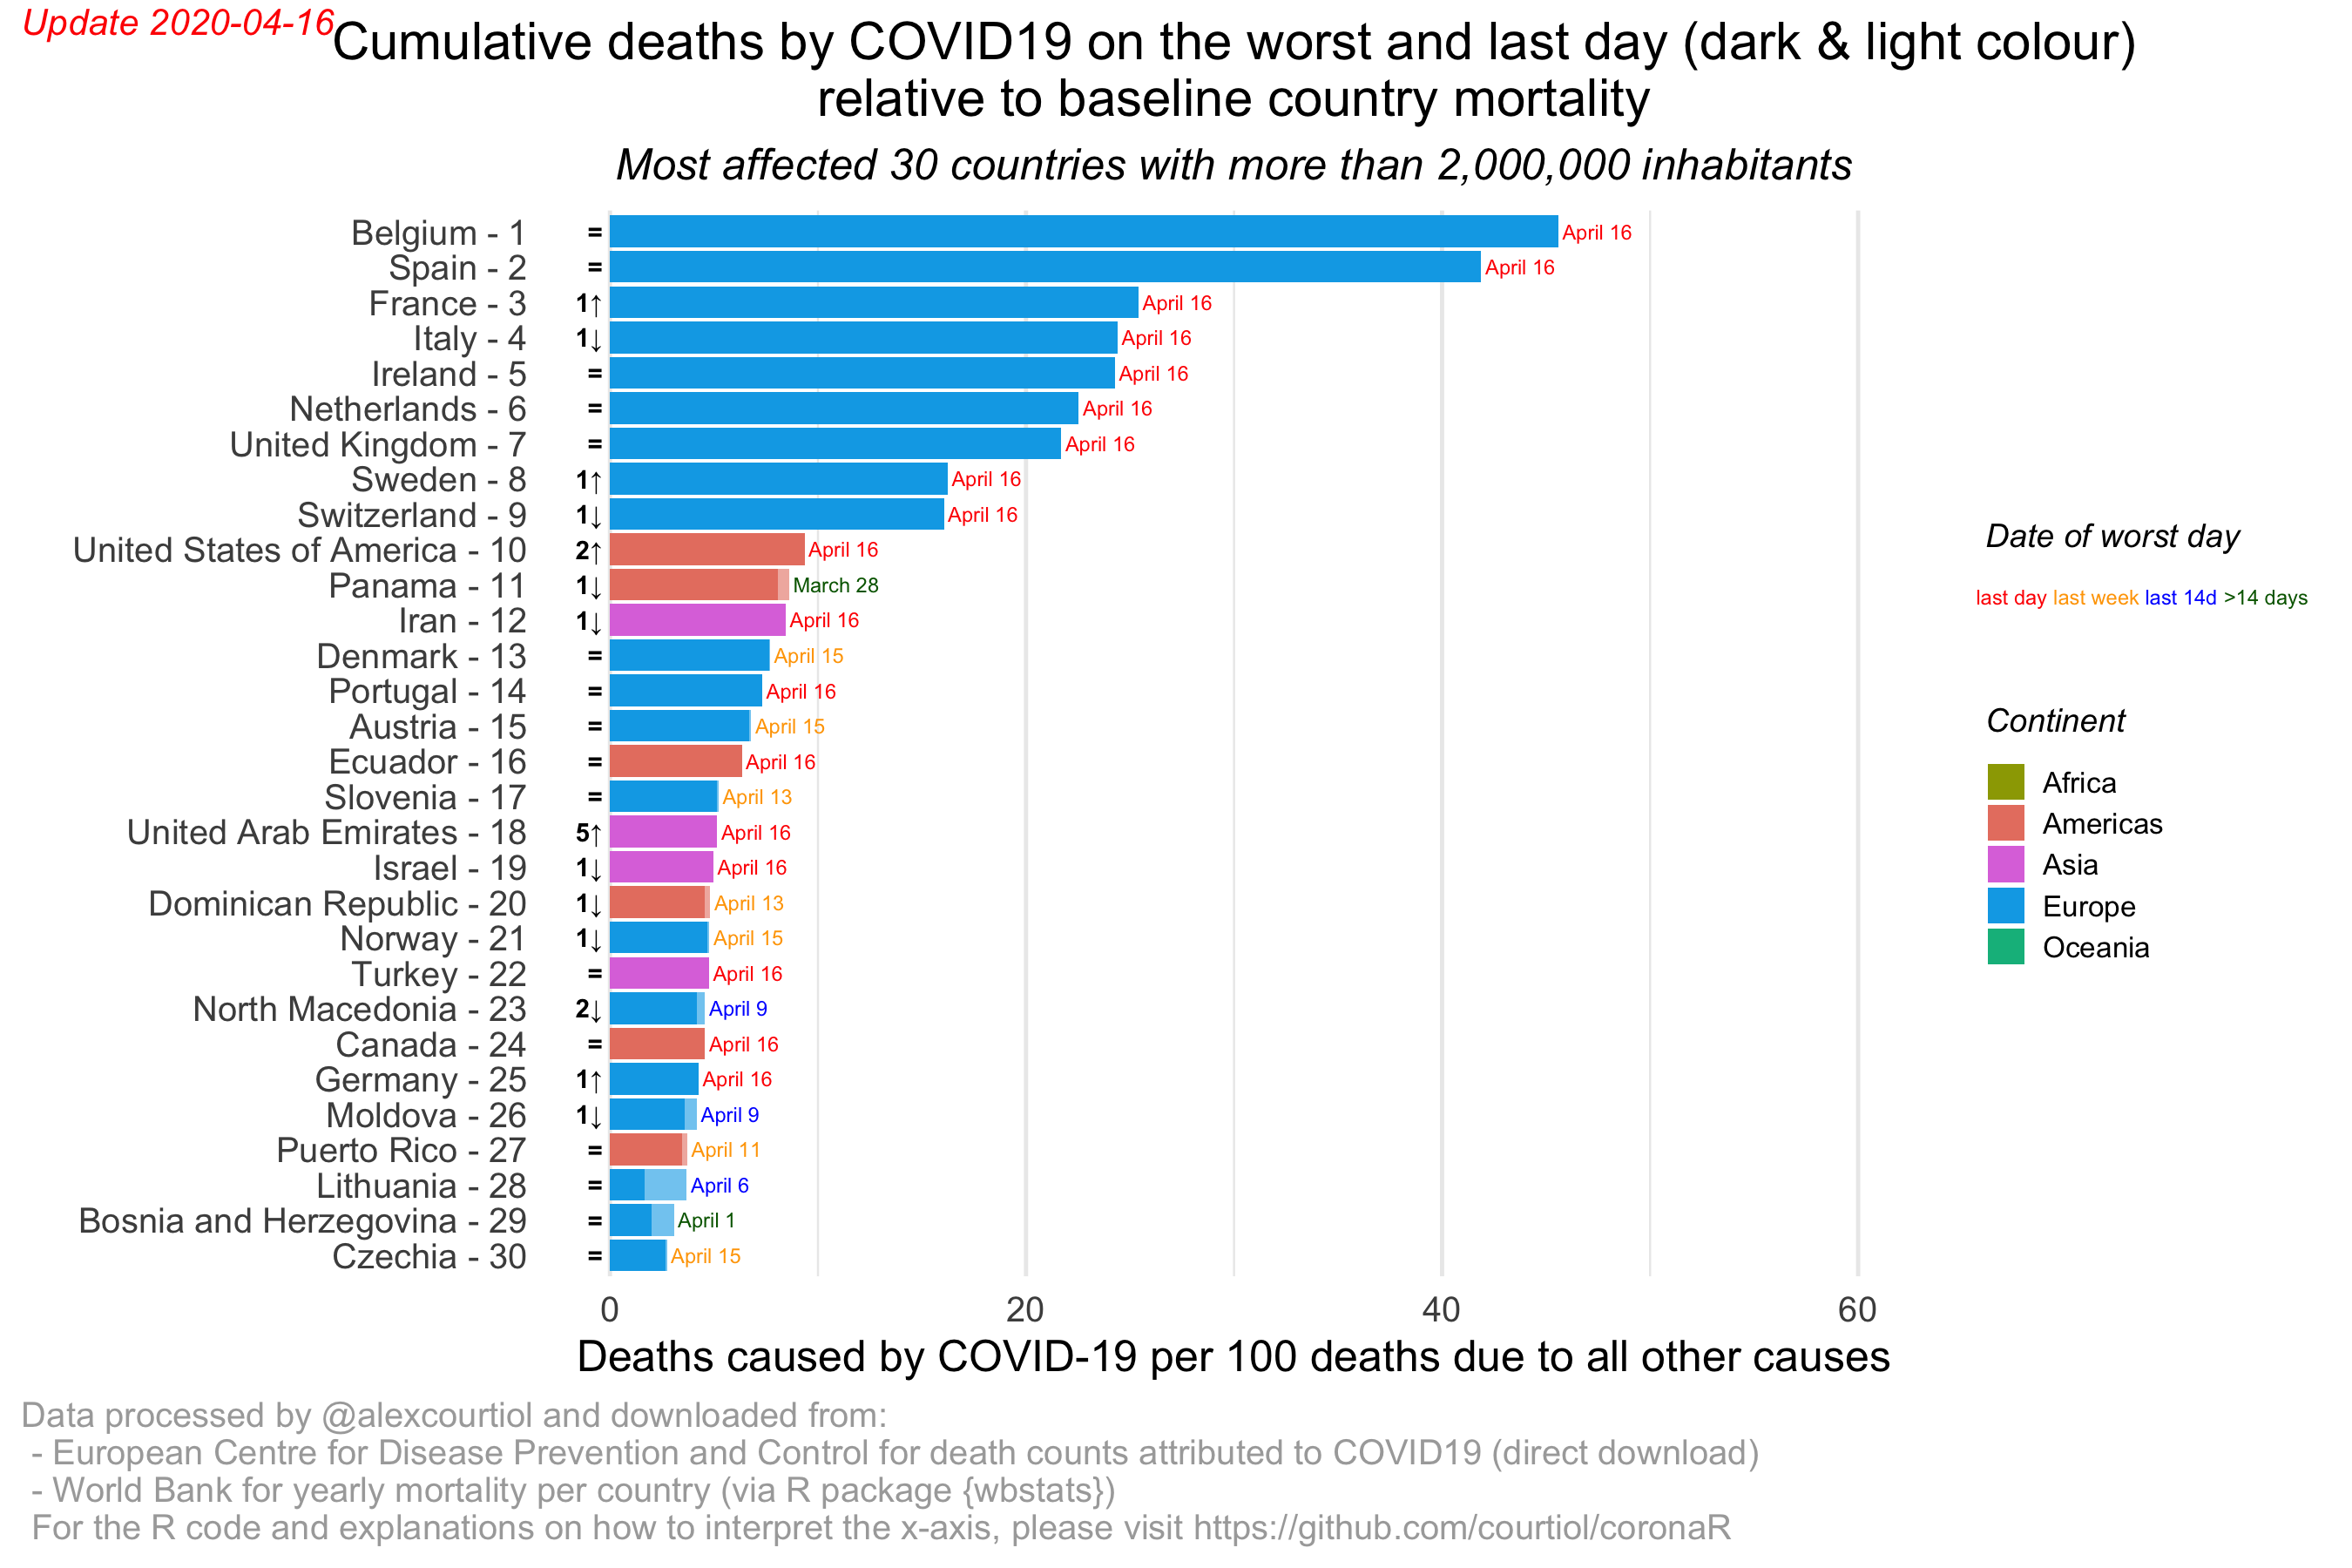 Update 2020-04-16
Cumulative deaths by COVID19 on the worst and last day (dark & light colour)
relative to baseline country mortality
Most affected 30 countries with more than 2,000,000 inhabitants
Belgium - 1 = April 16
Spain - 2 = April 16
France - 3 1↑ April 16
Italy - 4 1↓ April 16
Ireland - 5 = April 16
Netherlands - 6 = April 16
United Kingdom - 7 = April 16
Sweden - 8 1↑ April 16
Switzerland - 9 1↓ April 16
United States of America - 10 2↑ April 16
Panama - 11 1↓ March 28
Iran - 12 1↓ April 16
Denmark - 13 = April 15
Portugal - 14 = April 16
Austria - 15 = April 15
Ecuador - 16 = April 16
Slovenia - 17 = April 13
United Arab Emirates - 18 5↑ April 16
Israel - 19 1↓ April 16
Dominican Republic - 20 1↓ April 13
Norway - 21 1↓ April 15
Turkey - 22 = April 16
North Macedonia - 23 2↓ April 9
Canada - 24 = April 16
Germany - 25 1↑ April 16
Moldova - 26 1↓ April 9
Puerto Rico - 27 = April 11
Lithuania - 28 = April 6
Bosnia and Herzegovina - 29 = April 1
Czechia - 30 = April 15
0 20 40 60
Deaths caused by COVID-19 per 100 deaths due to all other causes
Date of worst day
last day last week last 14d >14 days
Continent
Africa
Americas
Asia
Europe
Oceania
Data processed by @alexcourtiol and downloaded from:
- European Centre for Disease Prevention and Control for death counts attributed to COVID19 (direct download)
- World Bank for yearly mortality per country (via R package {wbstats})
For the R code and explanations on how to interpret the x-axis, please visit https://github.com/courtiol/coronaR